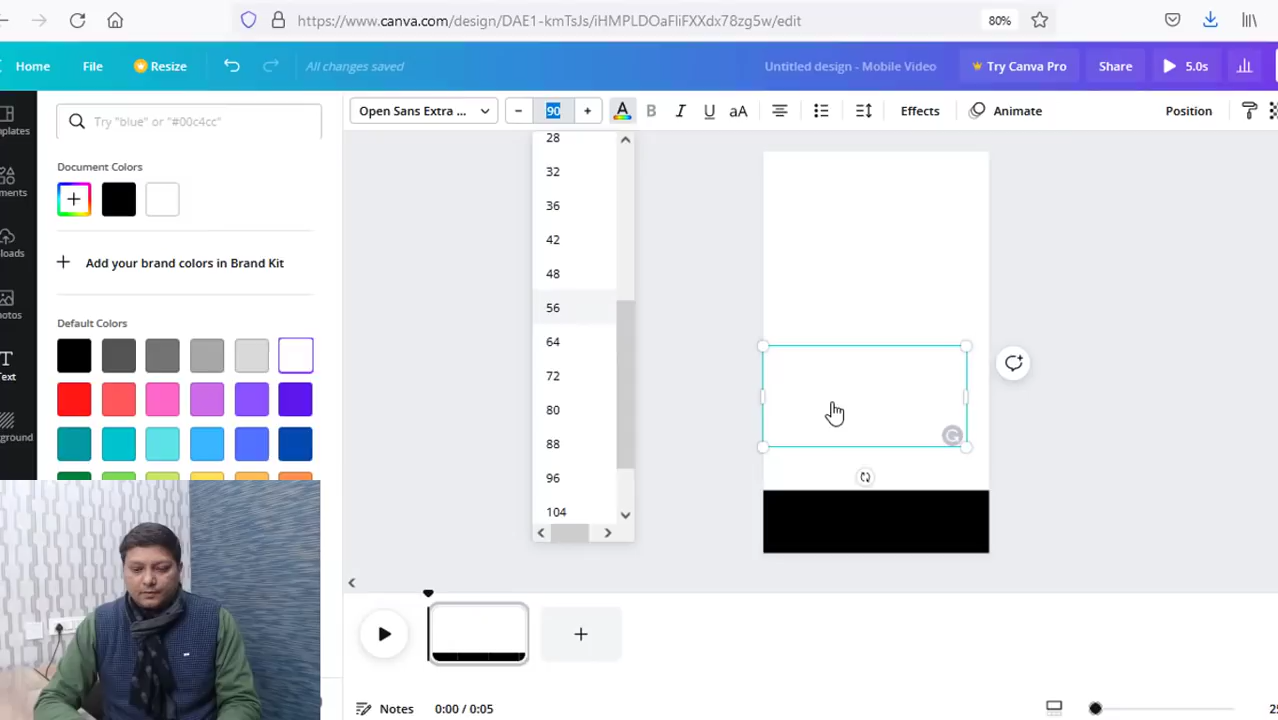 https://www.canva.com/design/DAE1-kmTsJs/iHMPLDOaFIiFXXdx78zg5w/edit
80%
Home
File
Resize
All changes saved
Untitled design - Mobile Video
Try Canva Pro
Share
5.0s
Try "blue" or "#00c4cc"
Open Sans Extra ...
90
A
B
I
U
aA
Effects
Animate
Position
Document Colors
Add your brand colors in Brand Kit
Default Colors
Text
28
32
36
42
48
56
64
72
80
88
96
104
Notes
0:00 / 0:05